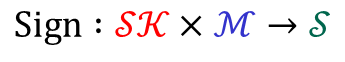 Sign : 𝒮𝒦 × ℳ → 𝒮